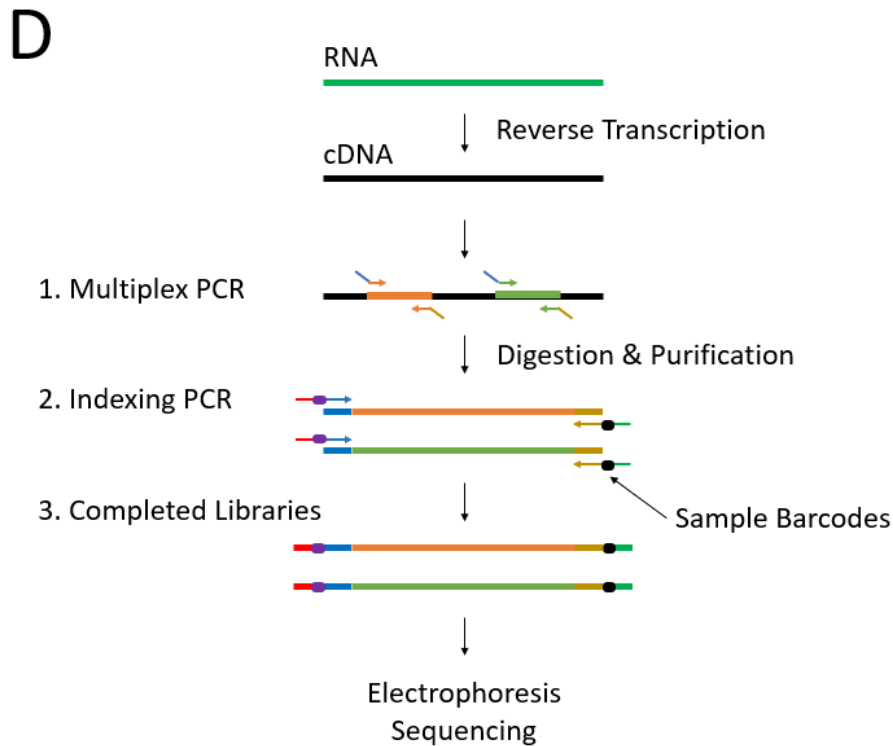 D
RNA
Reverse Transcription
cDNA
1. Multiplex PCR
Digestion & Purification
2. Indexing PCR
3. Completed Libraries
Sample Barcodes
Electrophoresis
Sequencing